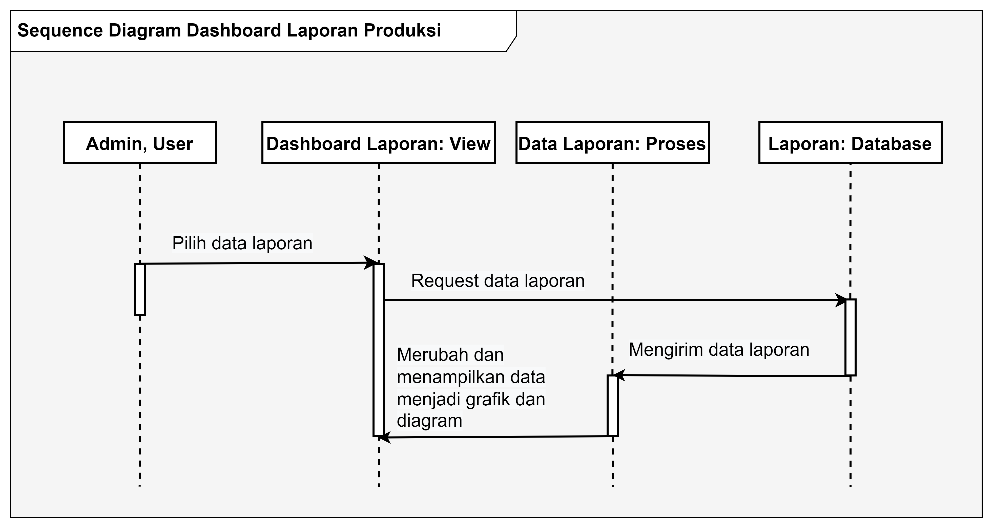 Sequence Diagram Dashboard Laporan Produksi
Admin, User
Dashboard Laporan: View
Data Laporan: Proses
Laporan: Database
Pilih data laporan
Request data laporan
Mengirim data laporan
Merubah dan
menampilkan data
menjadi grafik dan
diagram